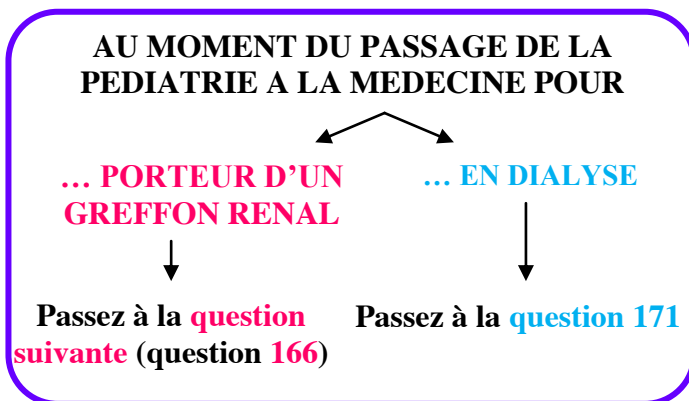 AU MOMENT DU PASSAGE DE LA
PEDIATRIE A LA MEDECINE POUR
… PORTEUR D’UN
GREFFON RENAL
… EN DIALYSE
Passez à la question
suivante (question 166)
Passez à la question 171